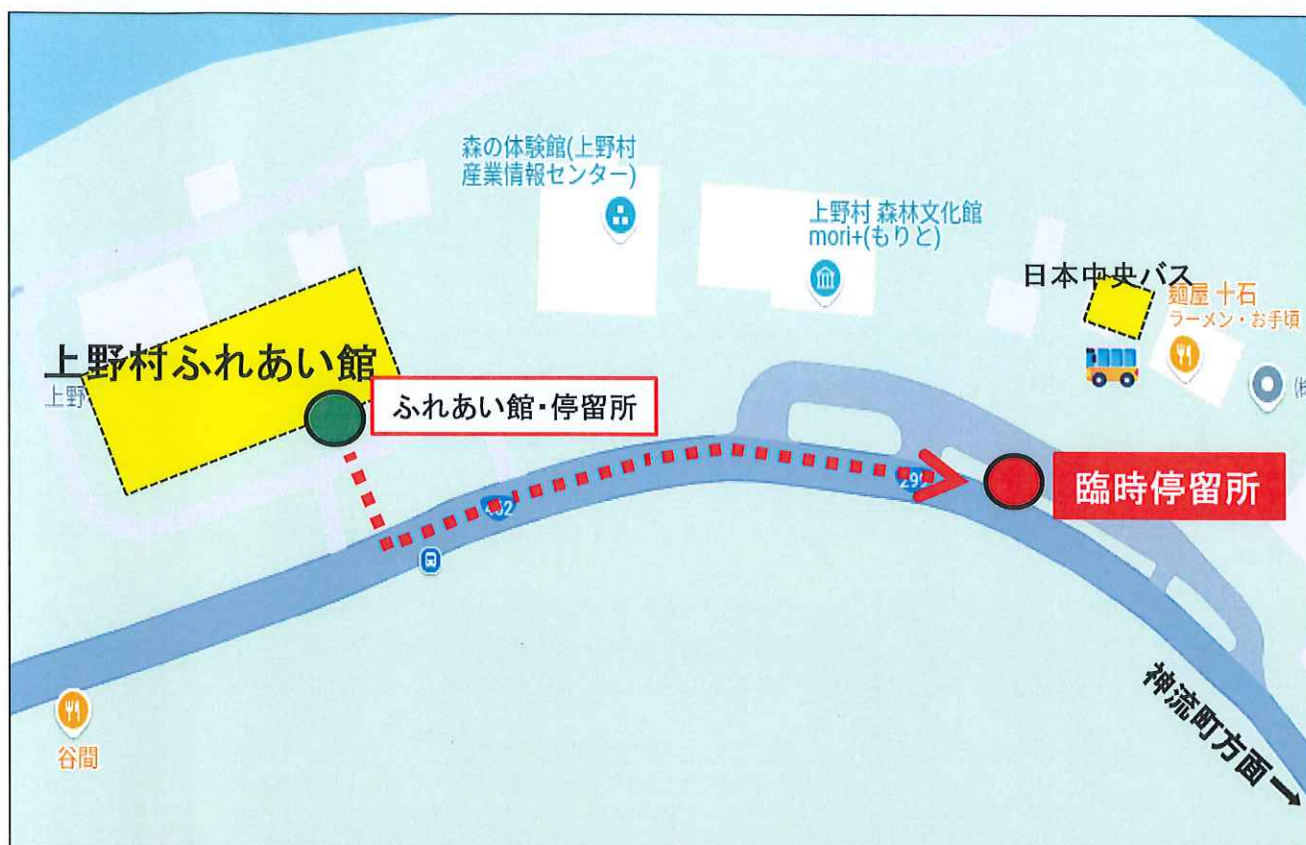 森の体験館(上野村
産業情報センター)
上野村 森林文化館
mori+(もりと)
日本中央バス
麺屋 十石
ラーメン・お手頃
上野村ふれあい館
上野
(株
ふれあい館・停留所
462
299
臨時停留所
神流町方面→
谷間